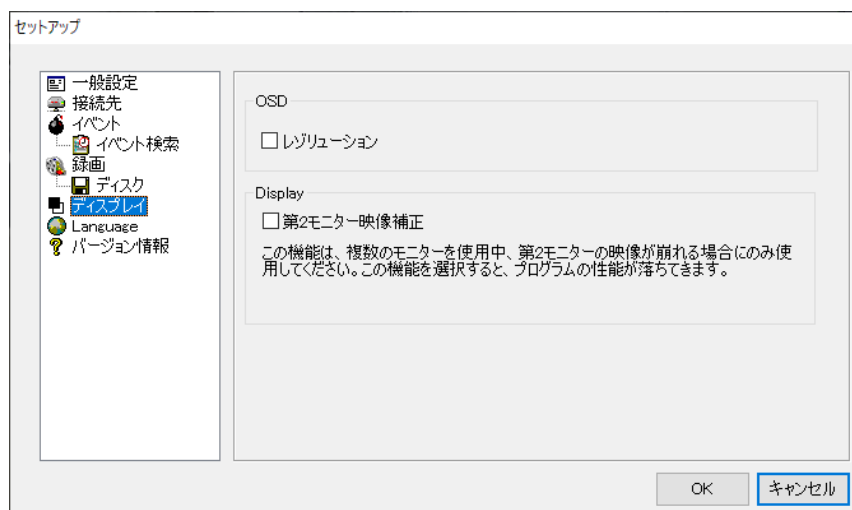 セットアップ
一般設定
接続先
イベント
イベント検索
録画
ディスク
ディスプレイ
Language
バージョン情報
OSD
レゾリューション
Display
第2モニター映像補正
この機能は、複数のモニターを使用中、第2モニターの映像が崩れる場合にのみ使
用してください。この機能を選択すると、プログラムの性能が落ちてきます。
OK
キャンセル